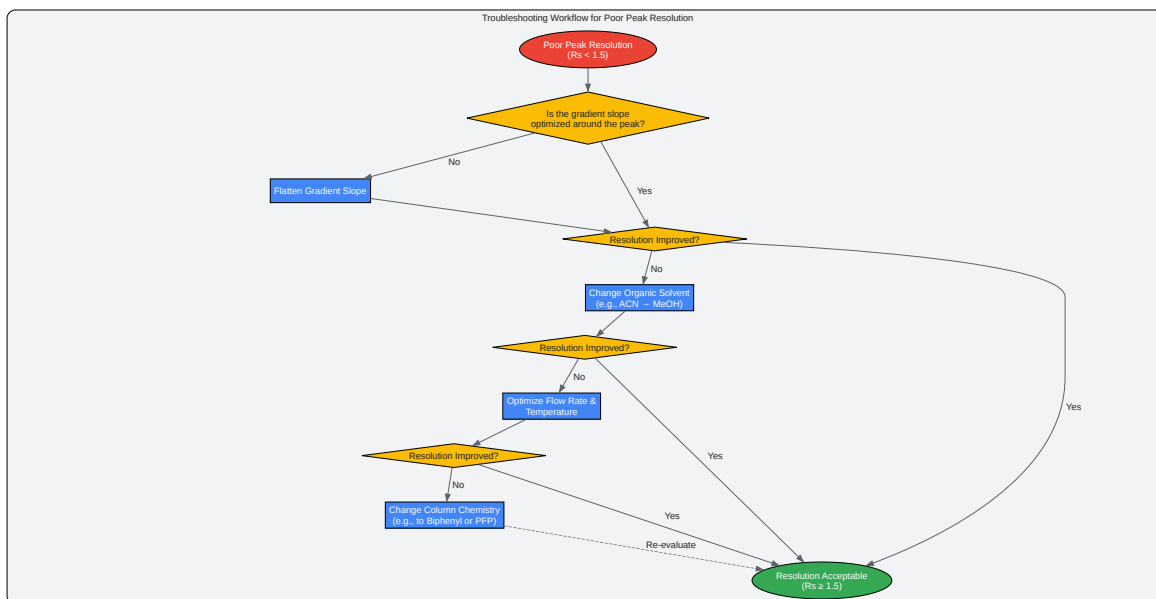 Troubleshooting Workflow for Poor Peak Resolution
Poor Peak Resolution
(Rs < 1.5)
Is the gradient slope
optimized around the peak?
No
Yes
Flatten Gradient Slope
Resolution Improved?
No
Change Organic Solvent
(e.g., ACN → MeOH)
Resolution Improved?
No
Optimize Flow Rate &
Temperature
Yes
Yes
Resolution Improved?
No
Change Column Chemistry
(e.g., to Biphenyl or PFP)
Yes
Re-evaluate
Resolution Acceptable
(Rs ≥ 1.5)